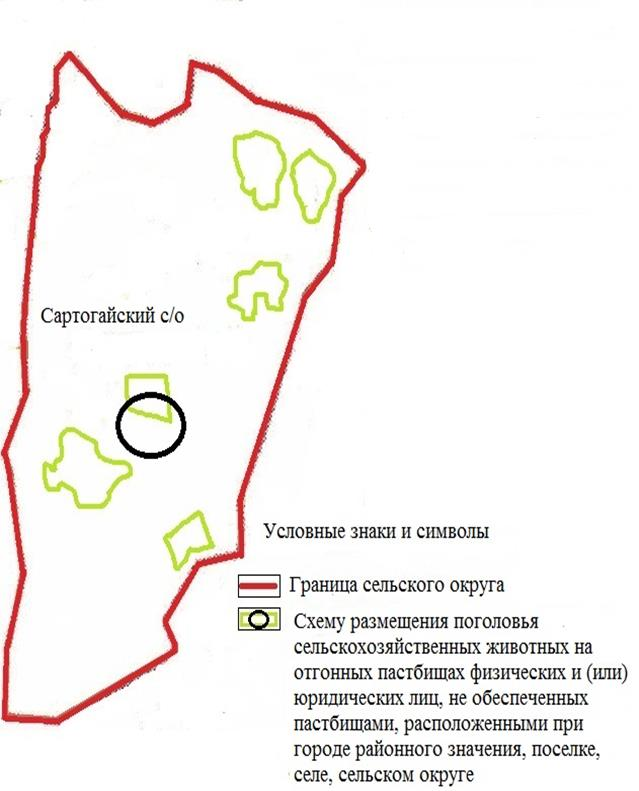 Сартогайский с/о
Условные знаки и символы
Граница сельского округа
Схему размещения поголовья
сельскохозяйственных животных на
отгонных пастбищах физических и (или)
юридических лиц, не обеспеченных
пастбищами, расположенными при
городе районного значения, поселке,
селе, сельском округе